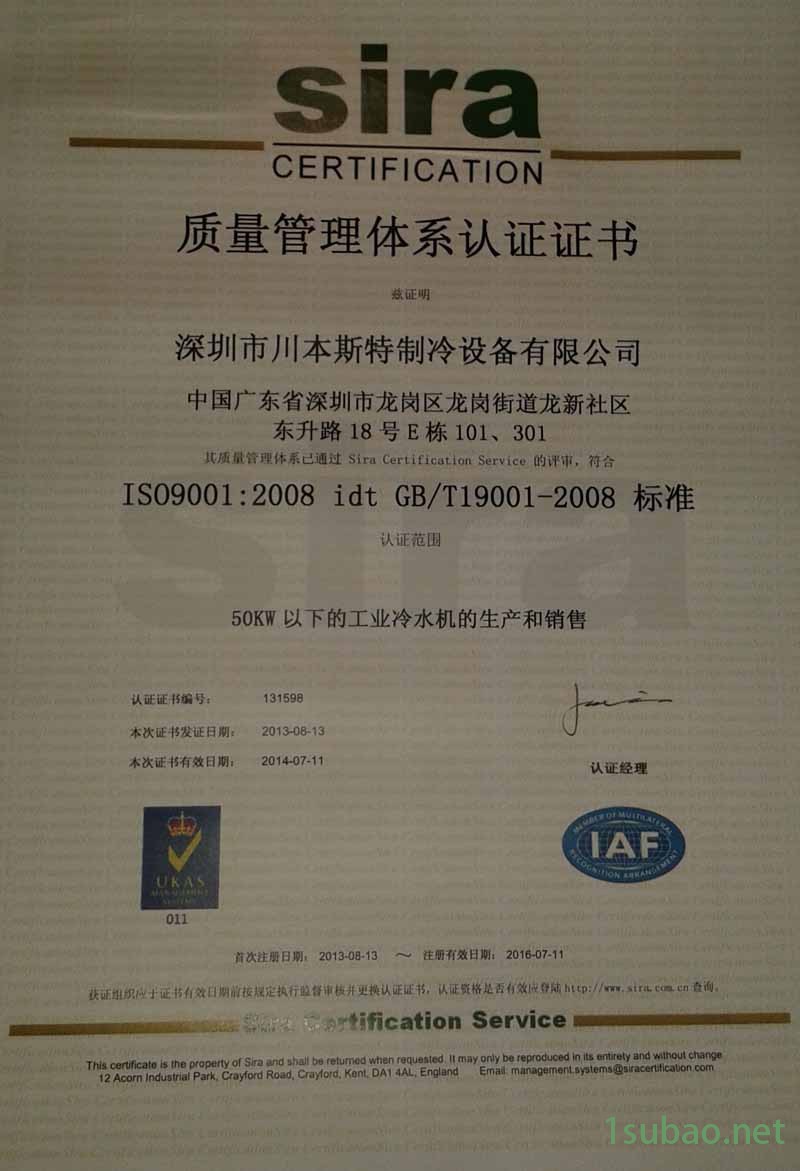 sira
CERTIFICATION
质量管理体系认证证书
兹证明
深圳市川本斯特制冷设备有限公司
中国广东省深圳市龙岗区龙岗街道龙新社区
东升路 18 号 E 栋 101、301
其质量管理体系已通过 Sira Certification Service 的评审，符合
ISO9001:2008 idt GB/T19001-2008 标准
sira
认证范围
50KW 以下的工业冷水机的生产和销售
认证证书编号： 131598
本次证书发证日期： 2013-08-13
本次证书有效日期： 2014-07-11
认证经理
UKAS
MANAGEMENT
SYSTEMS
011
MEMBER OF MULTILATERAL
IAF
RECOGNITION ARRANGEMENT
首次注册日期： 2013-08-13 ～ 注册有效日期： 2016-07-11
获证组织应于证书有效日期前按规定执行监督审核并更换认证证书，认证资格是否有效应登陆 http://www.sira.com.cn 查询。
Sira Certification Service
This certificate is the property of Sira and shall be returned when requested. It may only be reproduced in its entirety and without change
12 Acorn Industrial Park, Crayford Road, Crayford, Kent, DA1 4AL, England Email: management.systems@siracertification.com
1subao.net